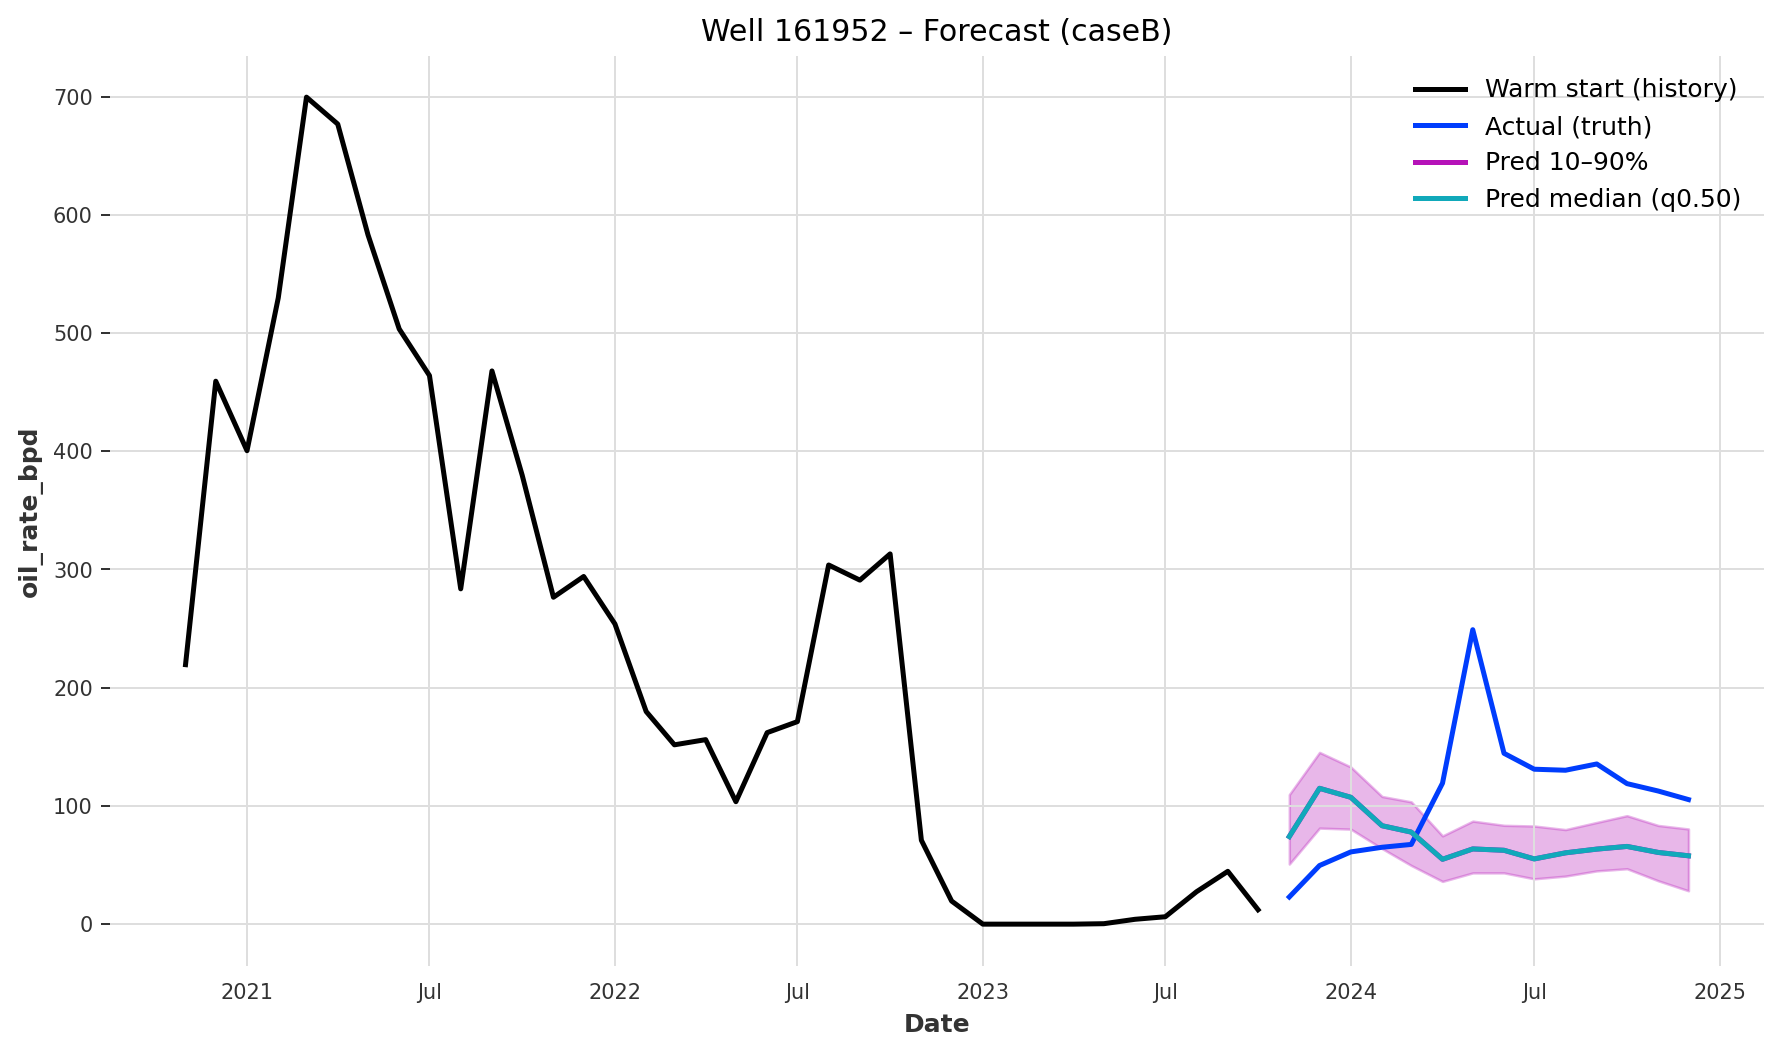 Well 161952 – Forecast (caseB)
Warm start (history)
Actual (truth)
Pred 10–90%
Pred median (q0.50)
oil_rate_bpd
700
600
500
400
300
200
100
0
2021
Jul
2022
Jul
2023
Jul
2024
Jul
2025
Date